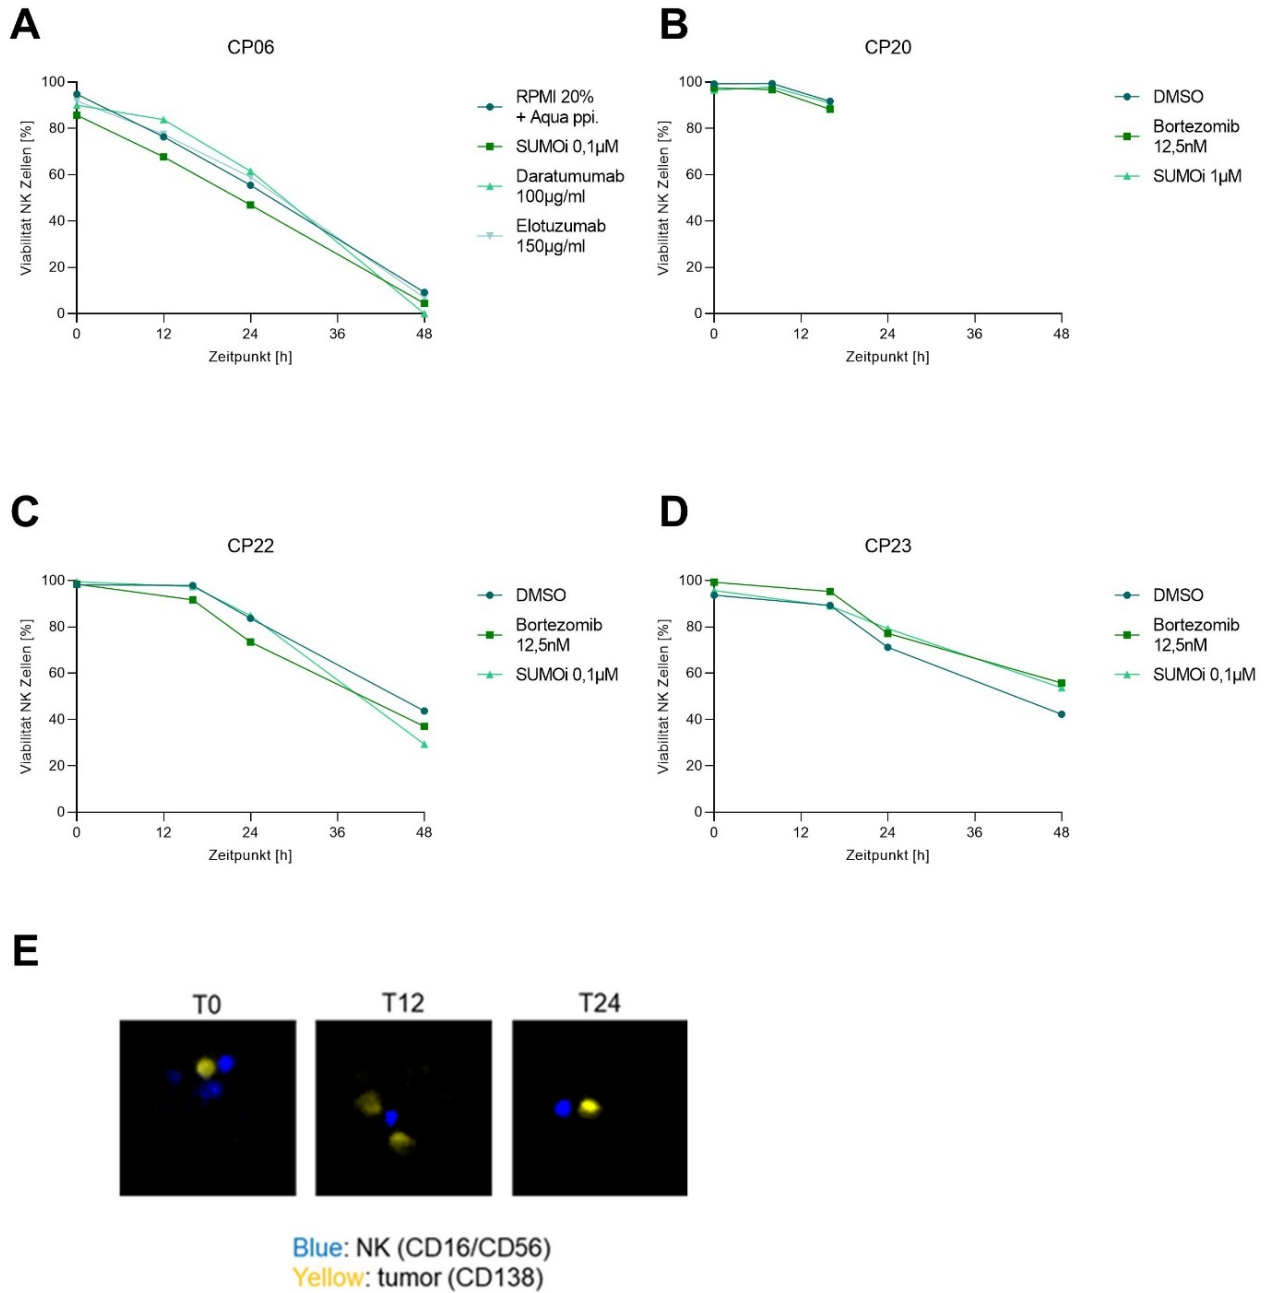 A
CP06
Viabilität NK Zellen [%]
100
80
60
40
20
0
0 12 24 36 48
Zeitpunkt [h]
RPMI 20%
+ Aqua ppi.
SUMOi 0,1µM
Daratumumab
100µg/ml
Elotuzumab
150µg/ml
B
CP20
Viabilität NK Zellen [%]
100
80
60
40
20
0
0 12 24 36 48
Zeitpunkt [h]
DMSO
Bortezomib
12,5nM
SUMOi 1µM
C
CP22
Viabilität NK Zellen [%]
100
80
60
40
20
0
0 12 24 36 48
Zeitpunkt [h]
DMSO
Bortezomib
12,5nM
SUMOi 0,1µM
D
CP23
Viabilität NK Zellen [%]
100
80
60
40
20
0
0 12 24 36 48
Zeitpunkt [h]
DMSO
Bortezomib
12,5nM
SUMOi 0,1µM
E
T0 T12 T24
Blue: NK (CD16/CD56)
Yellow: tumor (CD138)